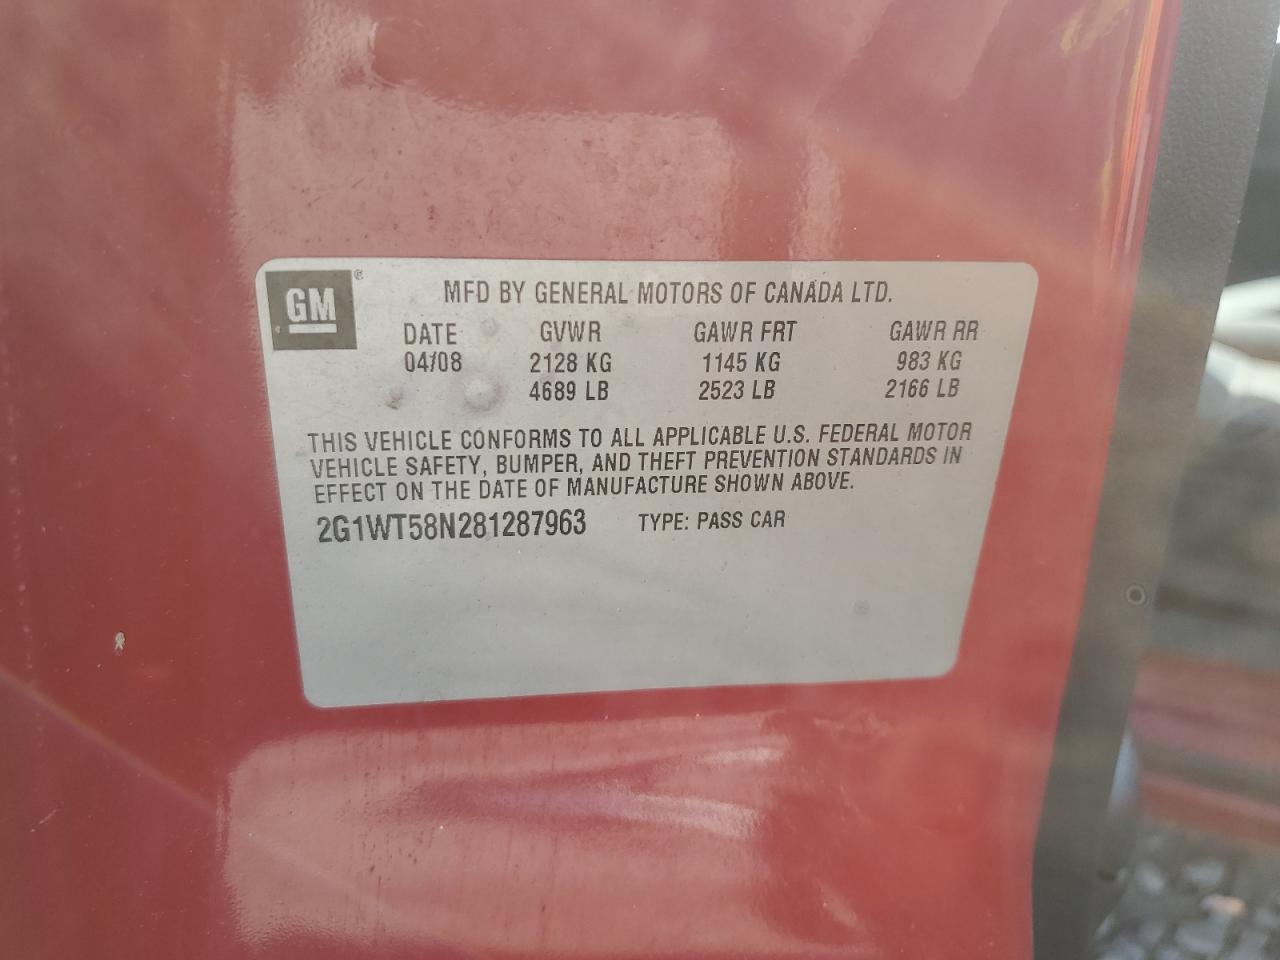 GM®
MFD BY GENERAL MOTORS OF CANADA LTD.
DATE GVWR GAWR FRT GAWR RR
04/08 2128 KG 1145 KG 983 KG
4689 LB 2523 LB 2166 LB
THIS VEHICLE CONFORMS TO ALL APPLICABLE U.S. FEDERAL MOTOR
VEHICLE SAFETY, BUMPER, AND THEFT PREVENTION STANDARDS IN
EFFECT ON THE DATE OF MANUFACTURE SHOWN ABOVE.
2G1WT58N281287963 TYPE: PASS CAR